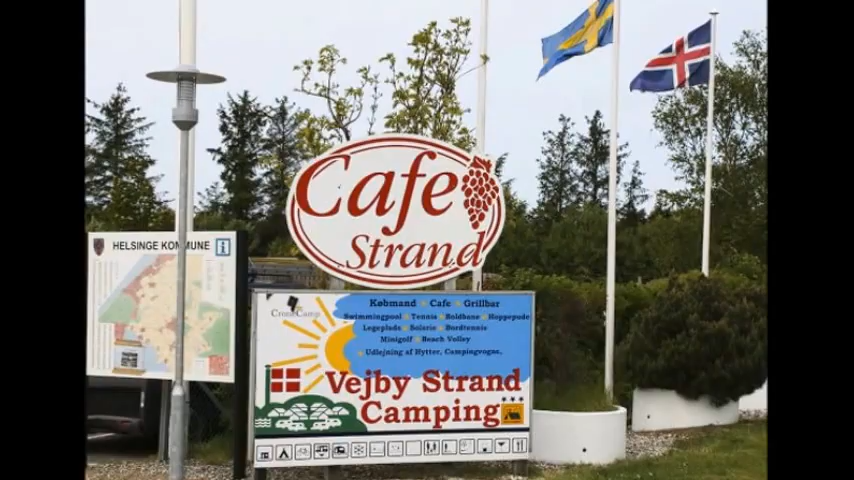 HELSINGE KOMMUNE
Cafe
Strand
Købmand Cafe Grillbar
Swimmingpool Tennis Boldbane Hoppepude
Legeplads Solarie Bordtennis
Minigolf Beach Volley
Udlejning af Hytter, Campingvogne,
Vejby Strand
Camping